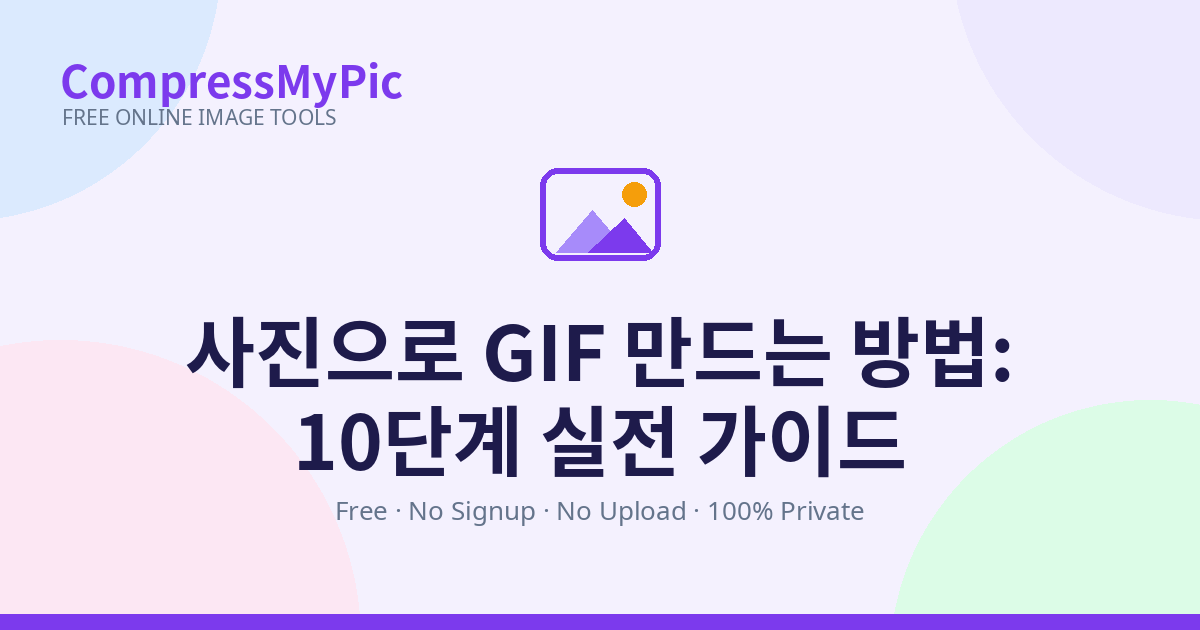 CompressMyPic
FREE ONLINE IMAGE TOOLS
사진으로 GIF 만드는 방법:
10단계 실전 가이드
Free · No Signup · No Upload · 100% Private